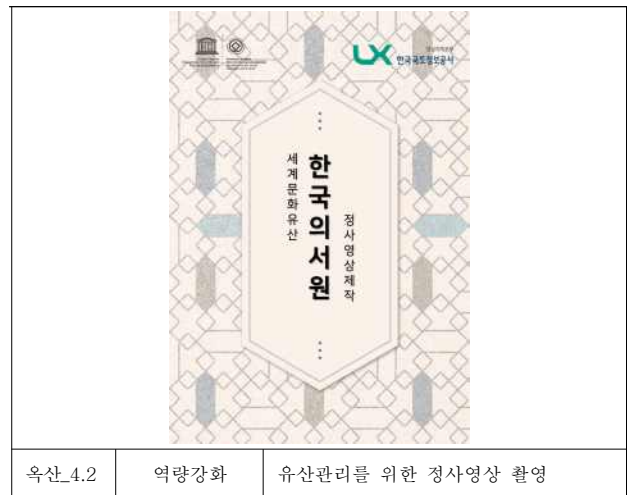 LX 한국국토정보공사
세계문화유산
한국의서원
정사영상제작
옥산_4.2
역량강화
유산관리를 위한 정사영상 촬영